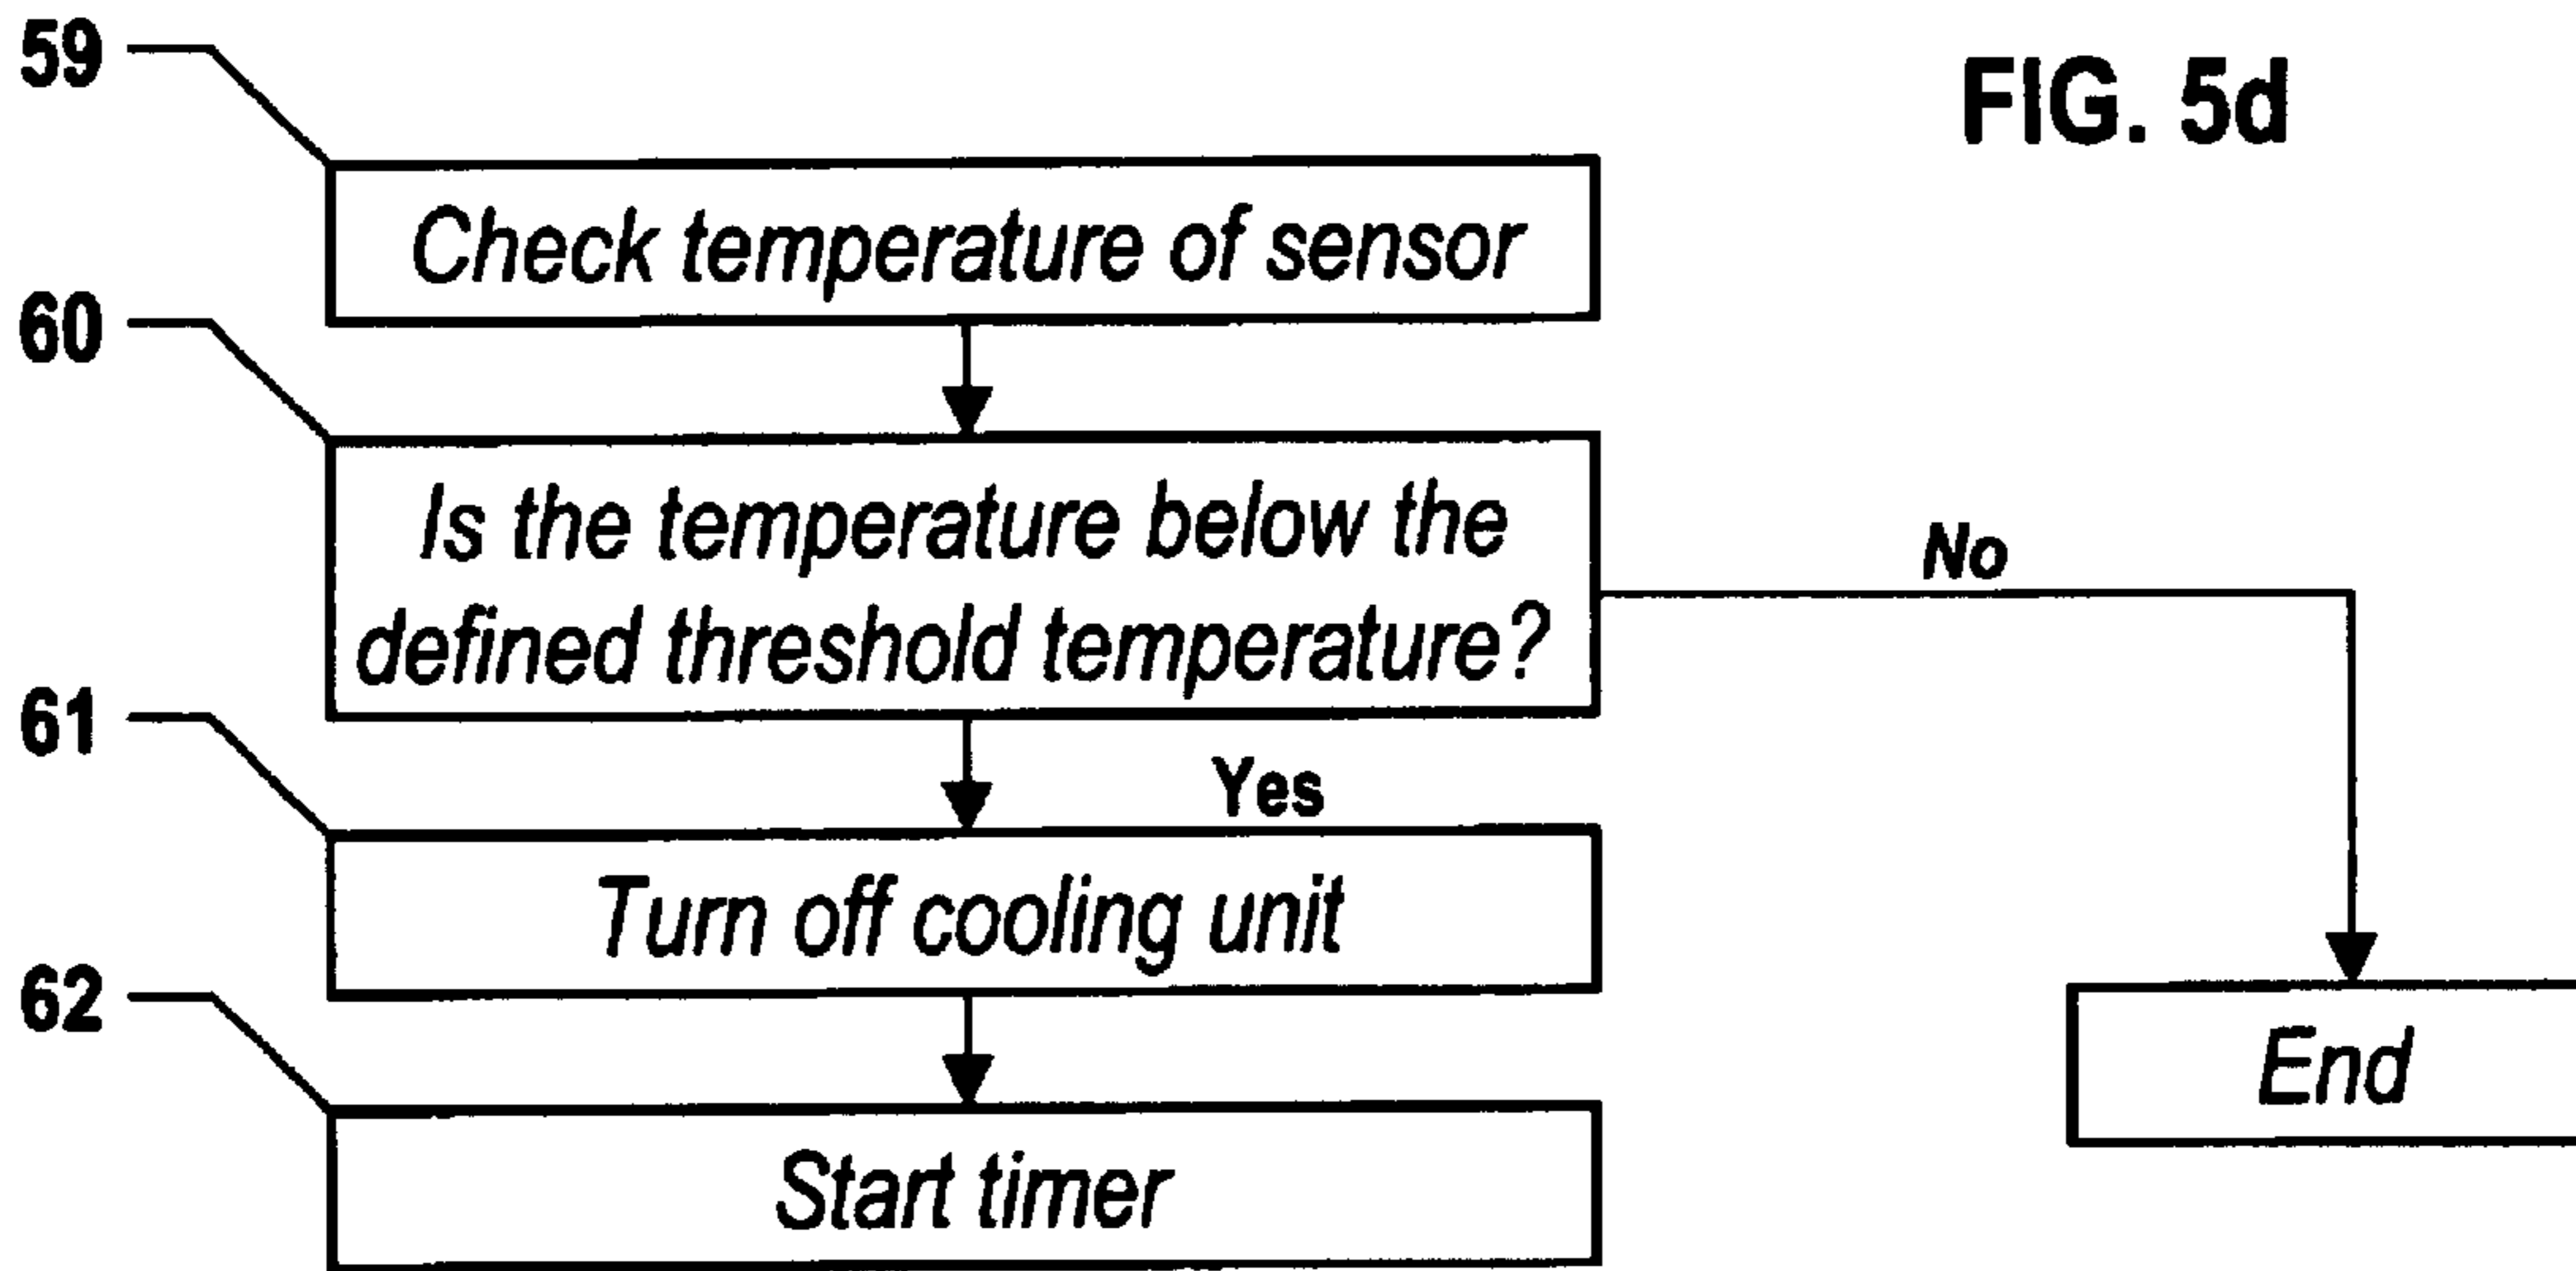 FIG. 5d
59
Check temperature of sensor
60
Is the temperature below the
defined threshold temperature?
No
Yes
61
Turn off cooling unit
62
Start timer
End